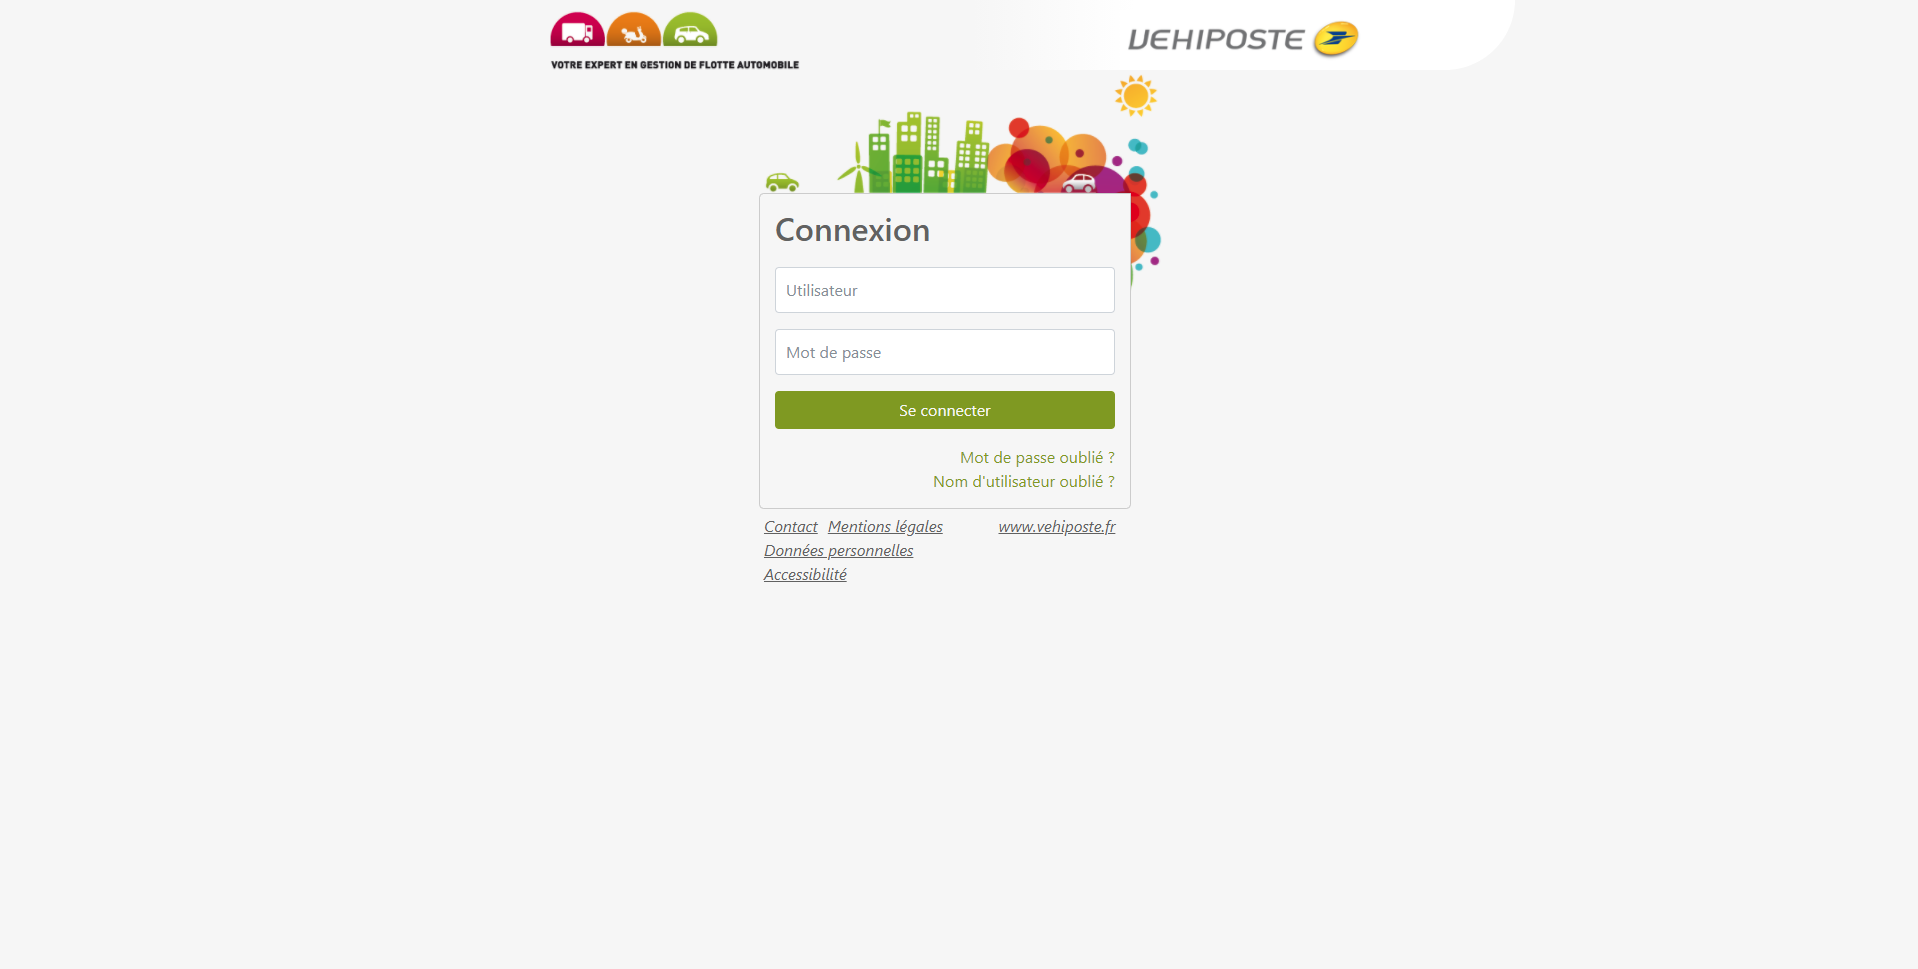 VOTRE EXPERT EN GESTION DE FLOTTE AUTOMOBILE
VEHIPOSTE
Connexion
Utilisateur
Mot de passe
Se connecter
Mot de passe oublié ?
Nom d'utilisateur oublié ?
Contact Mentions légales www.vehiposte.fr
Données personnelles
Accessibilité